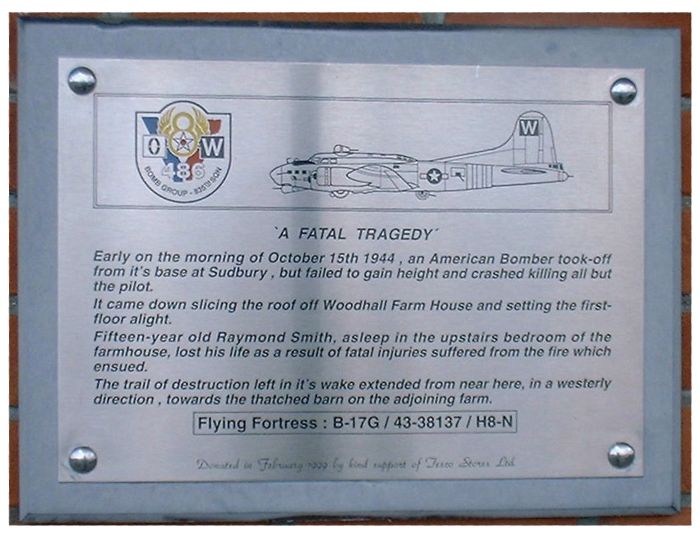 8
O W
486
BOMB GROUP - 835TH SQN
W
`A FATAL TRAGEDY´
Early on the morning of October 15th 1944 , an American Bomber took-off
from it's base at Sudbury , but failed to gain height and crashed killing all but
the pilot.
It came down slicing the roof off Woodhall Farm House and setting the first-
floor alight.
Fifteen-year old Raymond Smith, asleep in the upstairs bedroom of the
farmhouse, lost his life as a result of fatal injuries suffered from the fire which
ensued.
The trail of destruction left in it's wake extended from near here, in a westerly
direction , towards the thatched barn on the adjoining farm.
Flying Fortress : B-17G / 43-38137 / H8-N
Donated in February 1999 by kind support of Tesco Stores Ltd